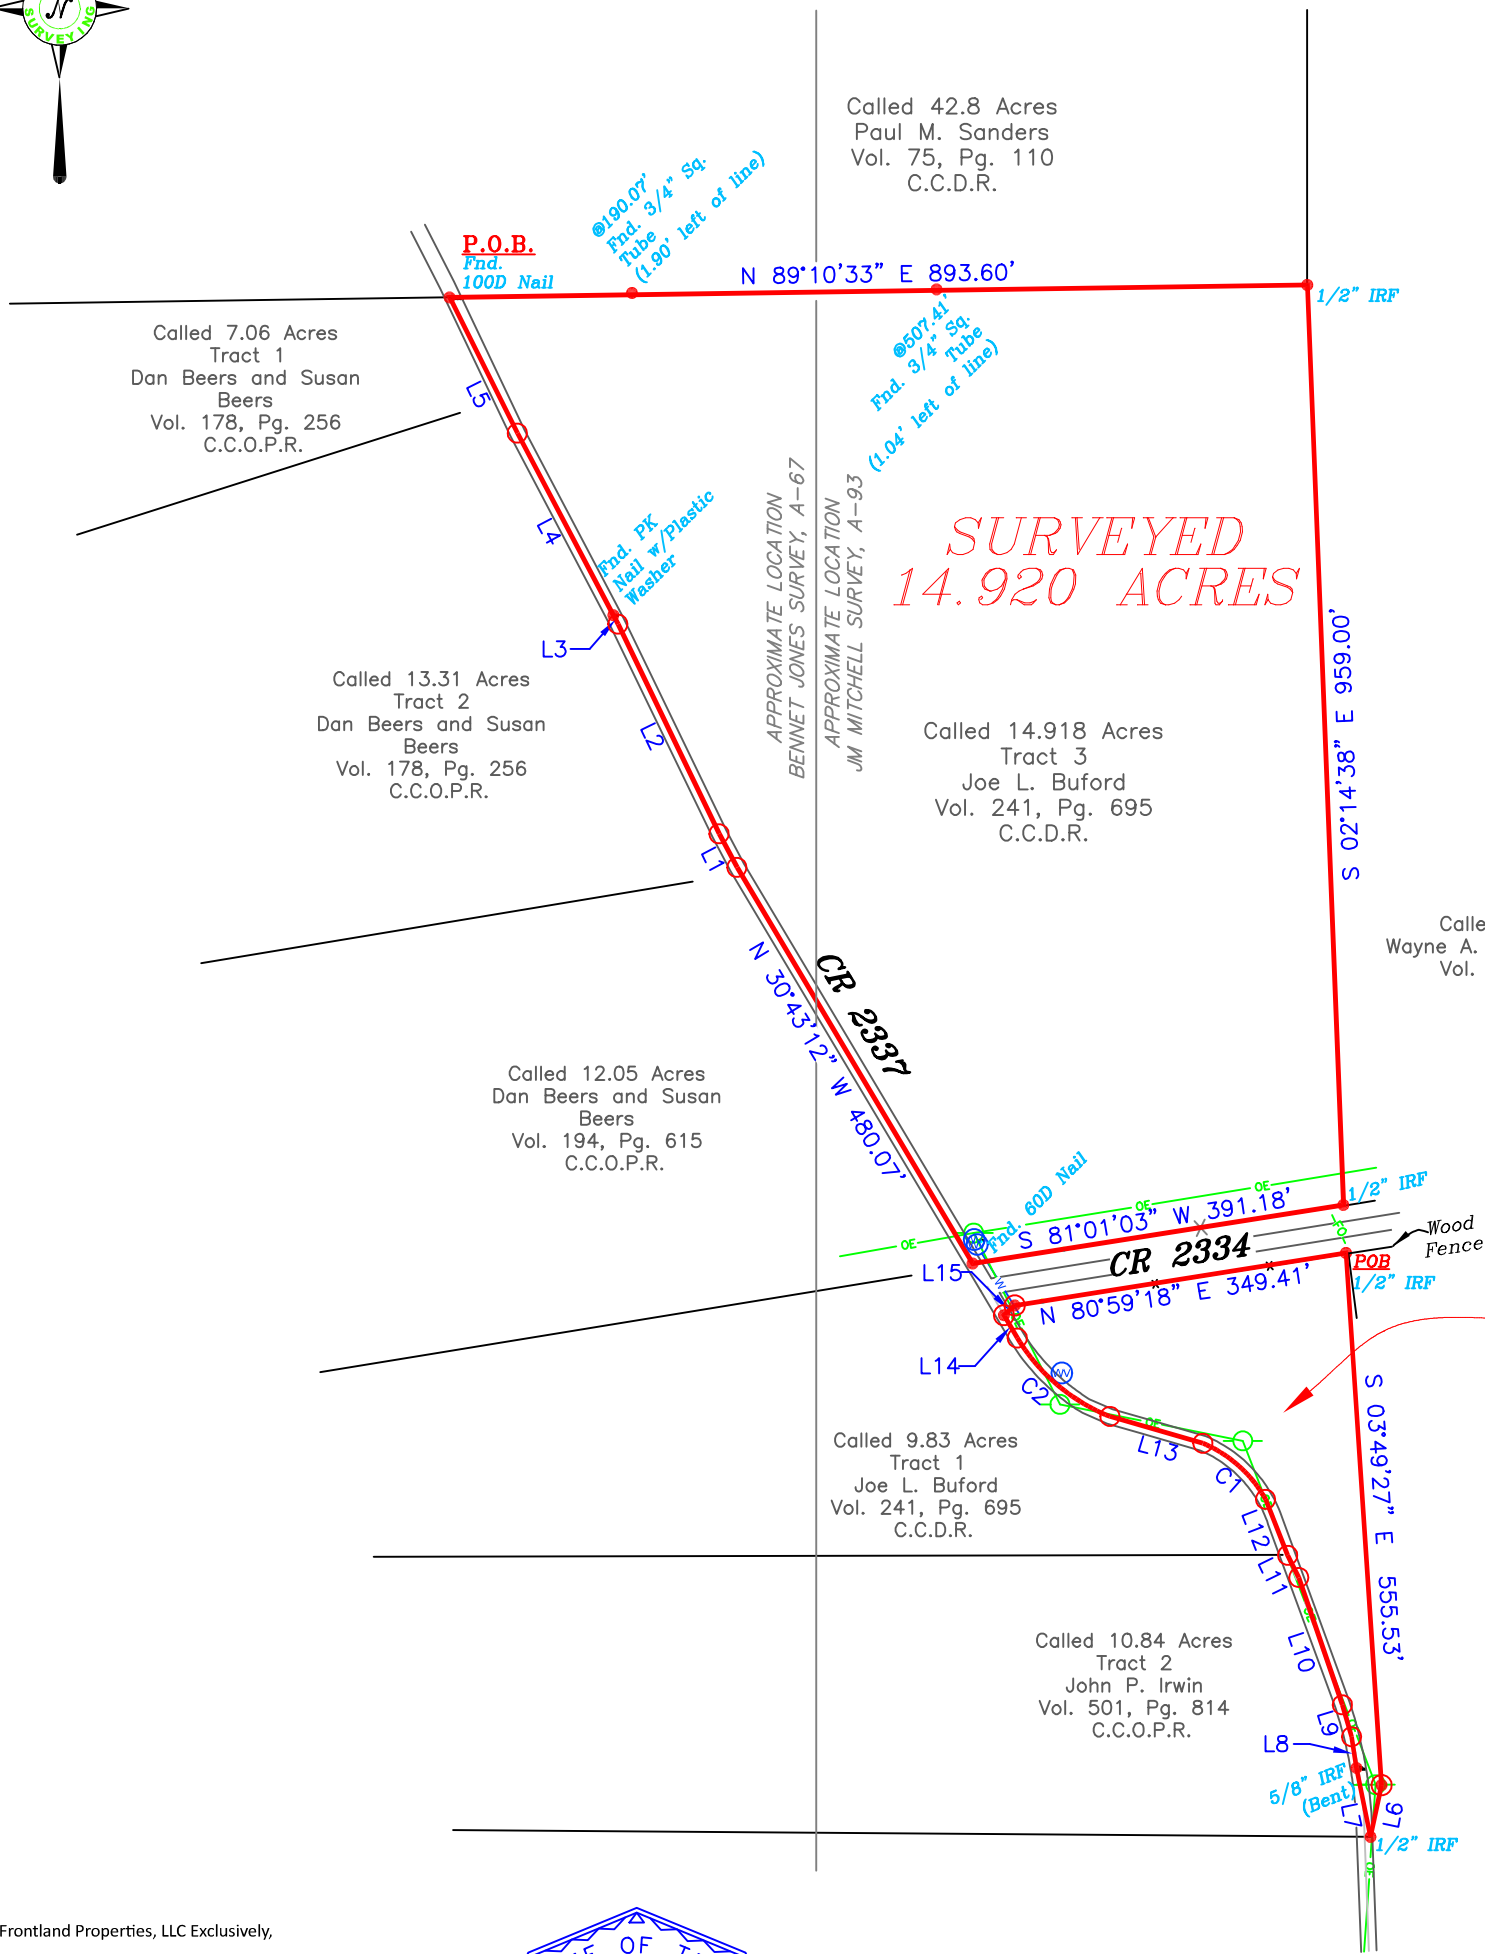 N
SURVEYING
Called 42.8 Acres
Paul M. Sanders
Vol. 75, Pg. 110
C.C.D.R.
@190.07'
Fnd. 3/4" Sq.
Tube
(1.90' left of line)
P.O.B.
Fnd.
100D Nail
N 89°10'33" E 893.60'
1/2" IRF
@507.41'
Fnd. 3/4" Sq.
Tube
(1.04' left of line)
Called 7.06 Acres
Tract 1
Dan Beers and Susan
Beers
Vol. 178, Pg. 256
C.C.O.P.R.
L5
L4
Fnd. PK
Nail w/Plastic
Washer
L3
APPROXIMATE LOCATION
BENNET JONES SURVEY, A-67
APPROXIMATE LOCATION
JM MITCHELL SURVEY, A-93
SURVEYED
14.920 ACRES
S 02°14'38" E 959.00'
Called 13.31 Acres
Tract 2
Dan Beers and Susan
Beers
Vol. 178, Pg. 256
C.C.O.P.R.
L2
Called 14.918 Acres
Tract 3
Joe L. Buford
Vol. 241, Pg. 695
C.C.D.R.
L1
Calle
Wayne A.
Vol.
N 30°43'12" W 480.07'
CR 2337
Called 12.05 Acres
Dan Beers and Susan
Beers
Vol. 194, Pg. 615
C.C.O.P.R.
Fnd. 60D Nail
OE
OE
OE
S 81°01'03" W 391.18'
1/2" IRF
CR 2334
Wood
Fence
POB
1/2" IRF
L15
W
N 80°59'18" E 349.41'
L14
C2
OE
L13
C1
S 03°49'27" E 555.53'
Called 9.83 Acres
Tract 1
Joe L. Buford
Vol. 241, Pg. 695
C.C.D.R.
L12
L11
L10
Called 10.84 Acres
Tract 2
John P. Irwin
Vol. 501, Pg. 814
C.C.O.P.R.
L9
L8
5/8" IRF
(Bent)
L7
L6
1/2" IRF
OE
Frontland Properties, LLC Exclusively,
E OF T